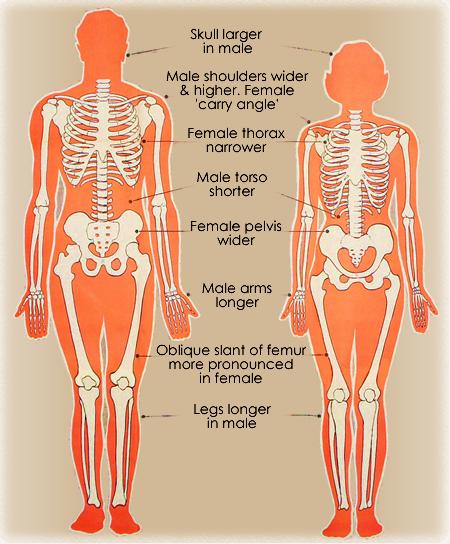 Skull larger
in male
Male shoulders wider
& higher. Female
'carry angle'
Female thorax
narrower
Male torso
shorter
Female pelvis
wider
Male arms
longer
Oblique slant of femur
more pronounced
in female
Legs longer
in male